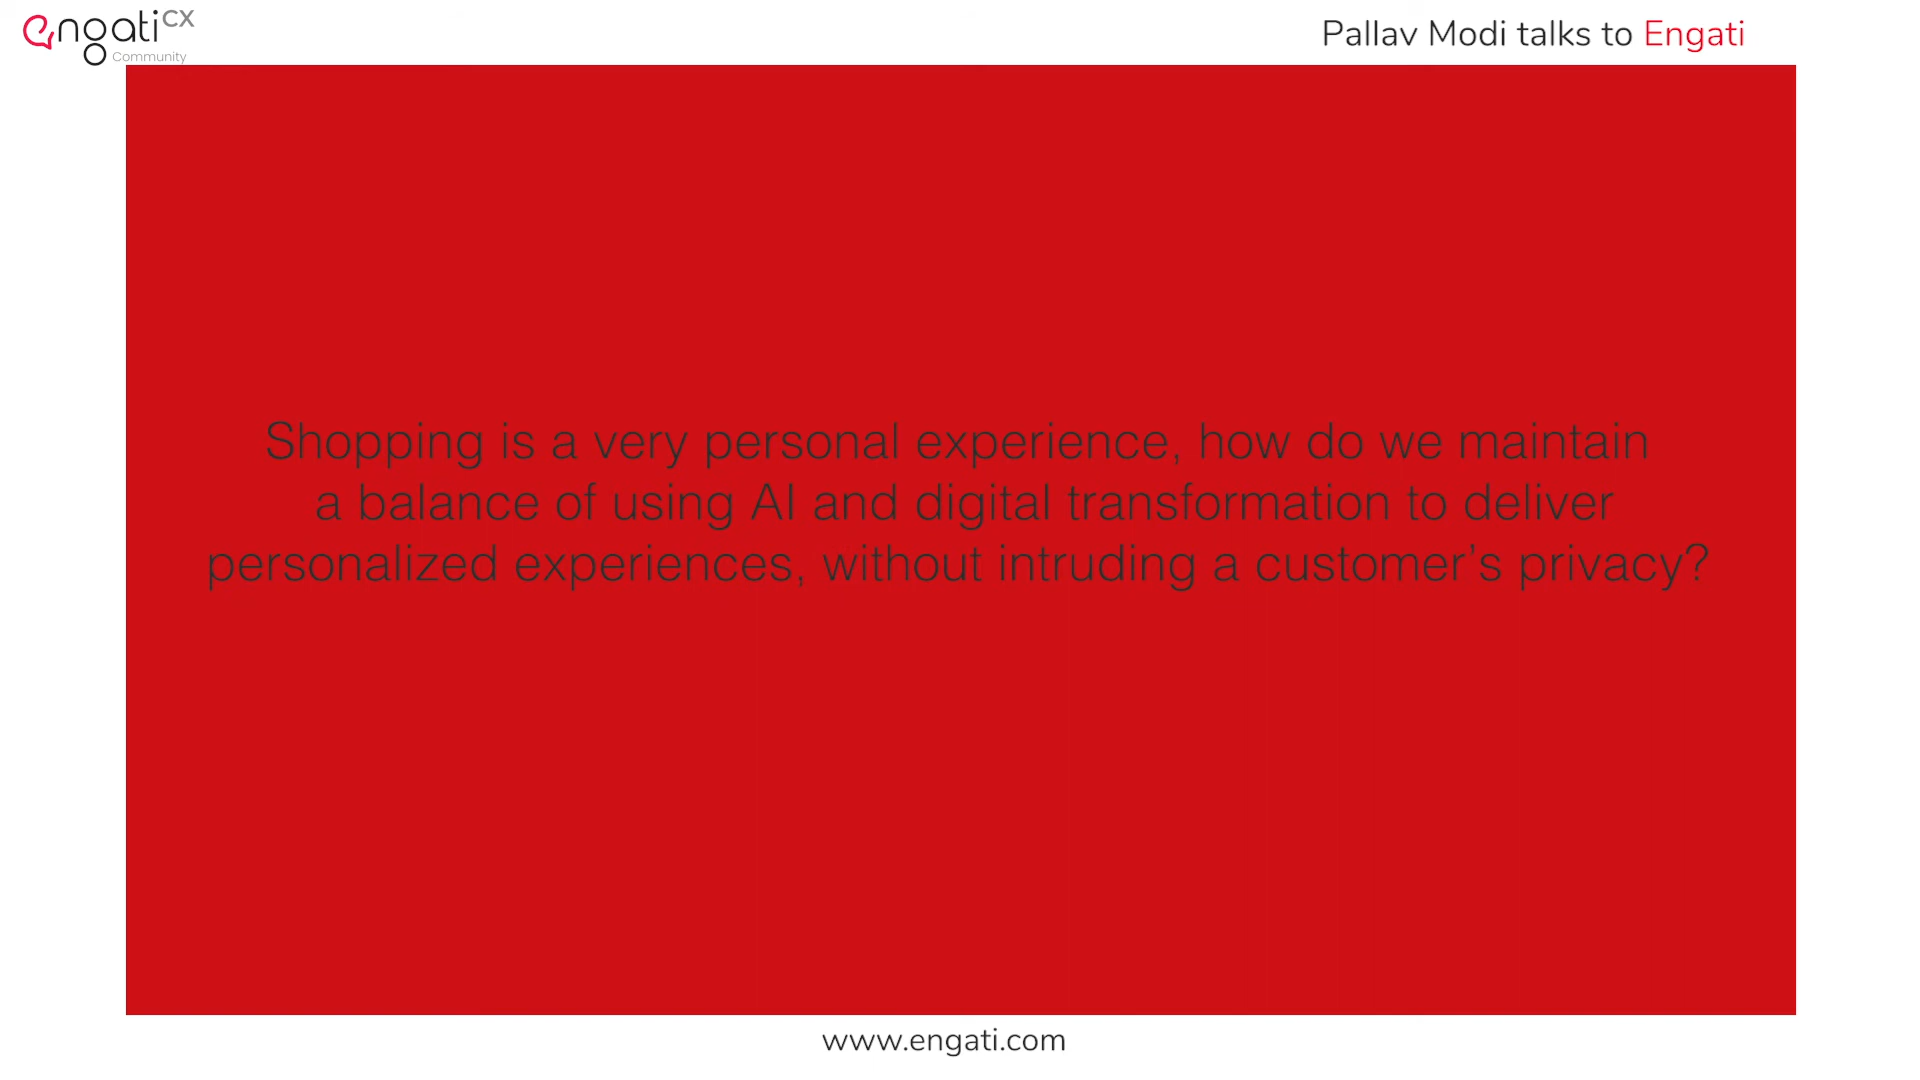 engati CX
Community
Pallav Modi talks to Engati
Shopping is a very personal experience, how do we maintain
a balance of using AI and digital transformation to deliver
personalized experiences, without intruding a customer's privacy?
www.engati.com